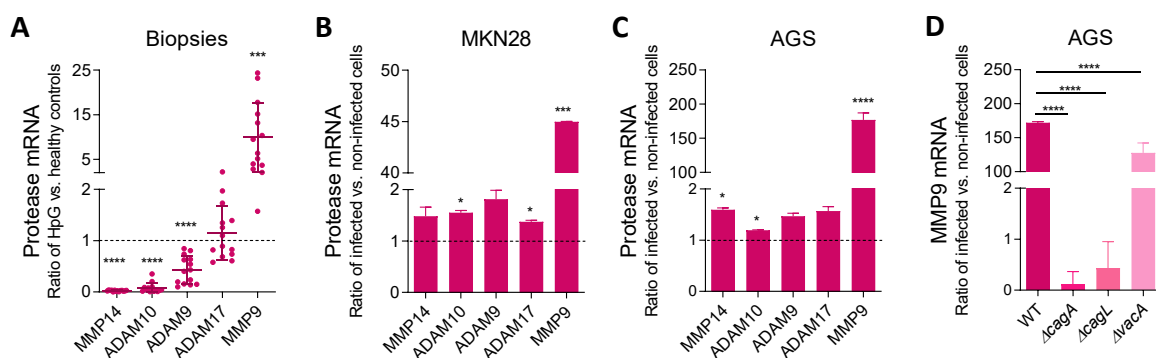 A
Biopsies
Protease mRNA
Ratio of HpG vs. healthy controls
25
15
5
2
1
0
****
****
****
***
MMP14
ADAM10
ADAM9
ADAM17
MMP9
B
MKN28
Protease mRNA
Ratio of infected vs. non-infected cells
50
45
40
2
1
0
*
*
***
MMP14
ADAM10
ADAM9
ADAM17
MMP9
C
AGS
Protease mRNA
Ratio of infected vs. non-infected cells
250
200
150
100
50
2
1
0
*
*
****
MMP14
ADAM10
ADAM9
ADAM17
MMP9
D
AGS
MMP9 mRNA
Ratio of infected vs. non-infected cells
250
200
150
100
50
2
1
0
****
****
****
WT
ΔcagA
ΔcagL
ΔvacA